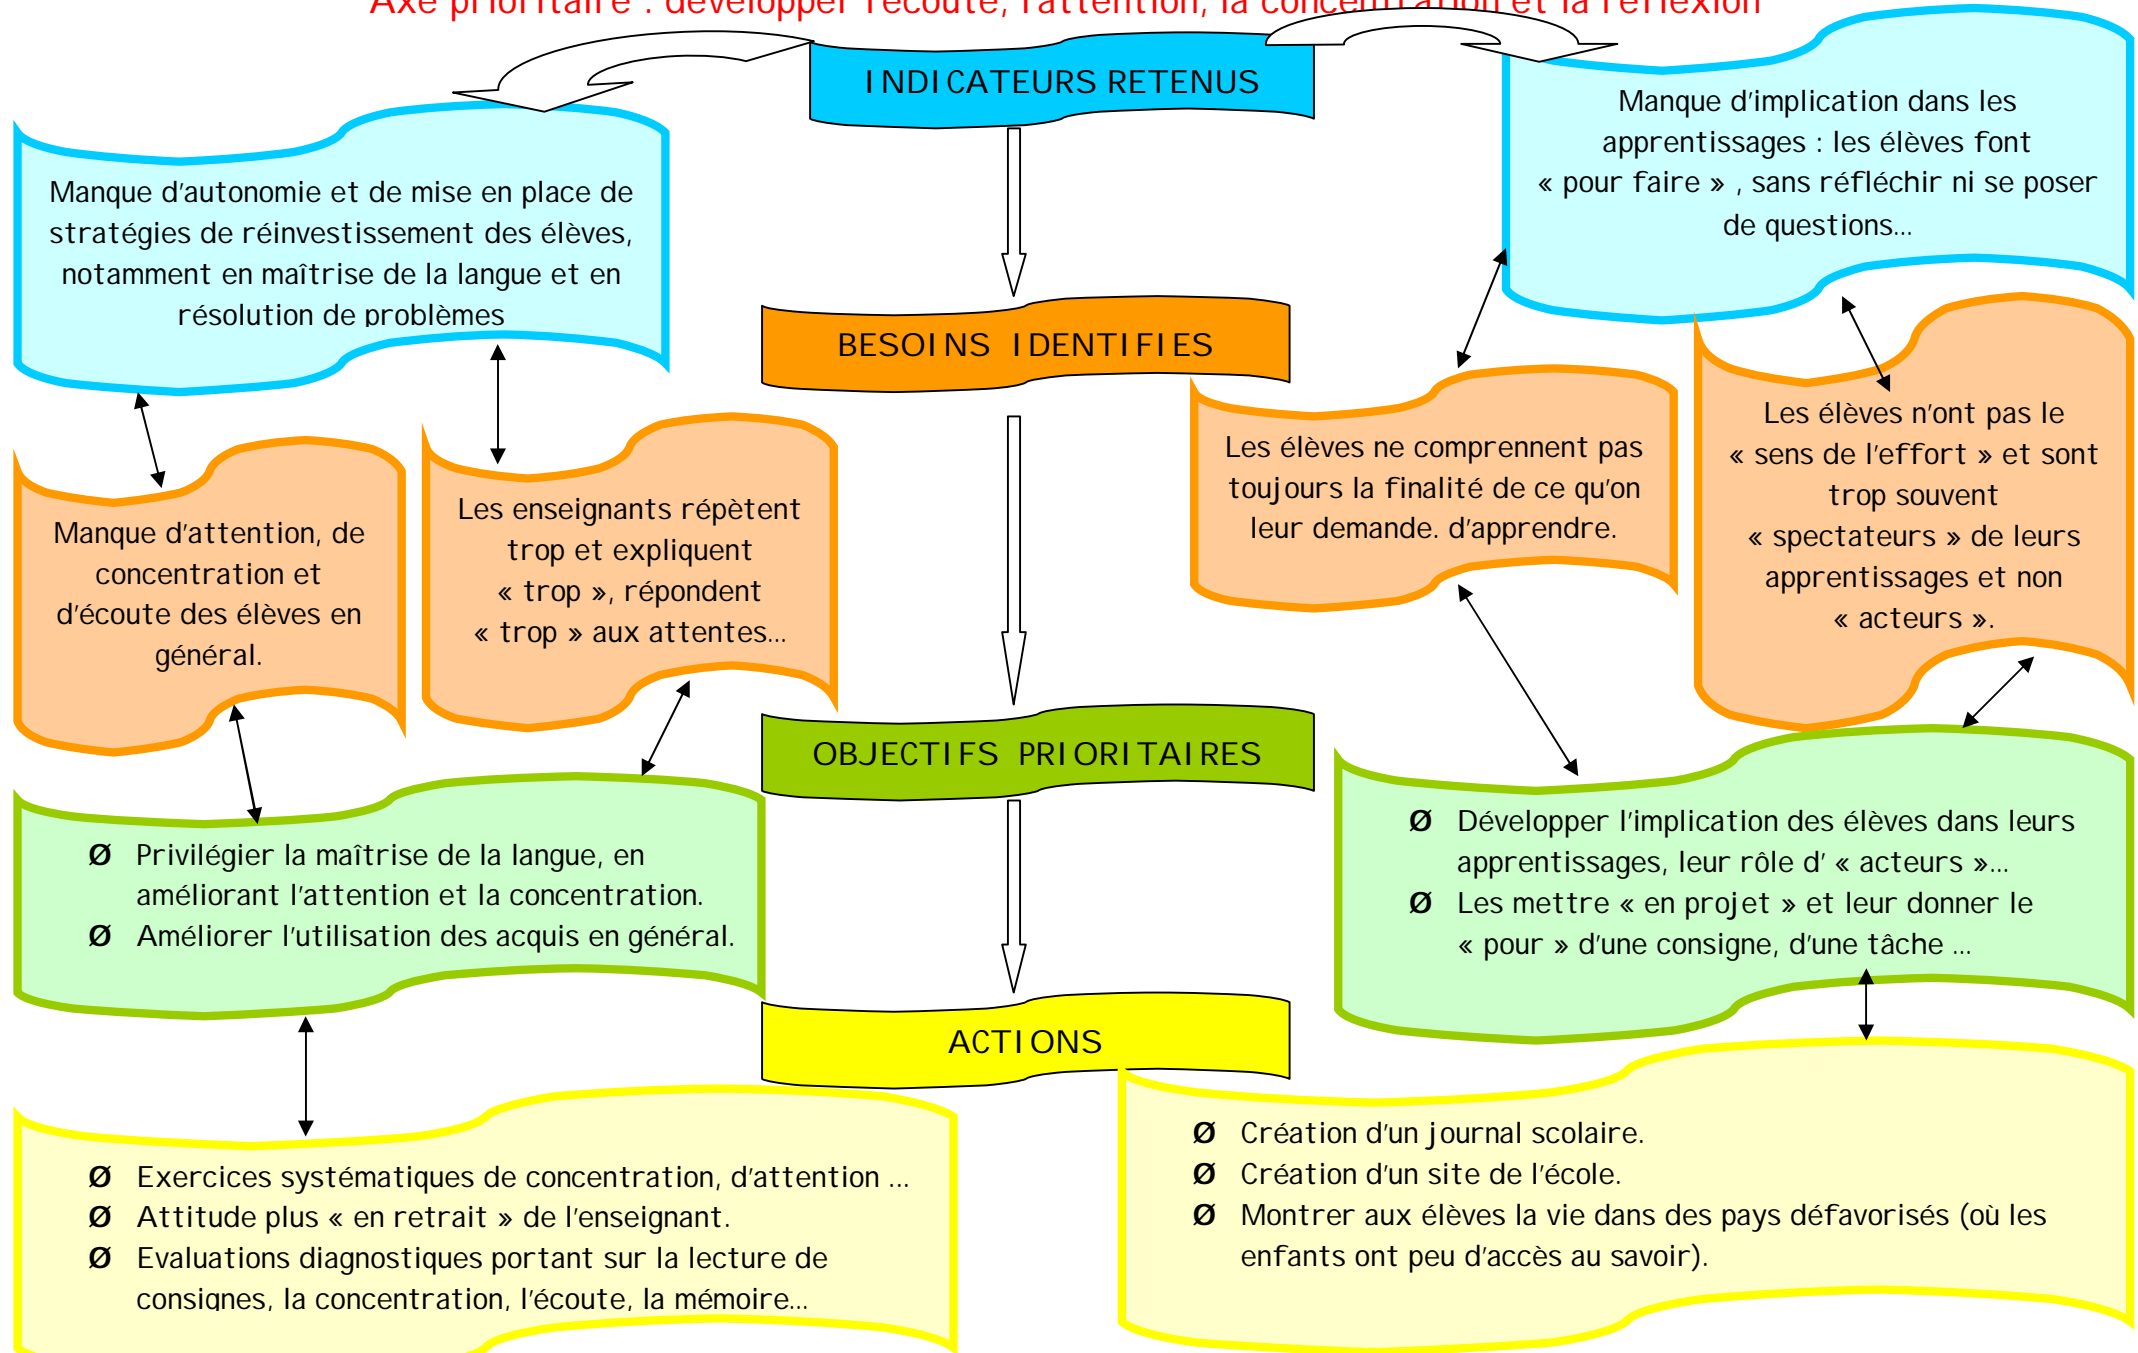 Axe prioritaire : développer l'écoute, l'attention, la concentration et la réflexion
INDICATEURS RETENUS
Manque d'autonomie et de mise en place de
stratégies de réinvestissement des élèves,
notamment en maîtrise de la langue et en
résolution de problèmes
Manque d'implication dans les
apprentissages : les élèves font
« pour faire » , sans réfléchir ni se poser
de questions…
BESOINS IDENTIFIES
Manque d'attention, de
concentration et
d'écoute des élèves en
général.
Les enseignants répètent
trop et expliquent
« trop », répondent
« trop » aux attentes…
Les élèves ne comprennent pas
toujours la finalité de ce qu'on
leur demande. d'apprendre.
Les élèves n'ont pas le
« sens de l'effort » et sont
trop souvent
« spectateurs » de leurs
apprentissages et non
« acteurs ».
OBJECTIFS PRIORITAIRES
Ø Privilégier la maîtrise de la langue, en
améliorant l'attention et la concentration.
Ø Améliorer l'utilisation des acquis en général.
Ø Développer l'implication des élèves dans leurs
apprentissages, leur rôle d' « acteurs »…
Ø Les mettre « en projet » et leur donner le
« pour » d'une consigne, d'une tâche …
ACTIONS
Ø Exercices systématiques de concentration, d'attention …
Ø Attitude plus « en retrait » de l'enseignant.
Ø Evaluations diagnostiques portant sur la lecture de
consignes, la concentration, l'écoute, la mémoire…
Ø Création d'un journal scolaire.
Ø Création d'un site de l'école.
Ø Montrer aux élèves la vie dans des pays défavorisés (où les
enfants ont peu d'accès au savoir).